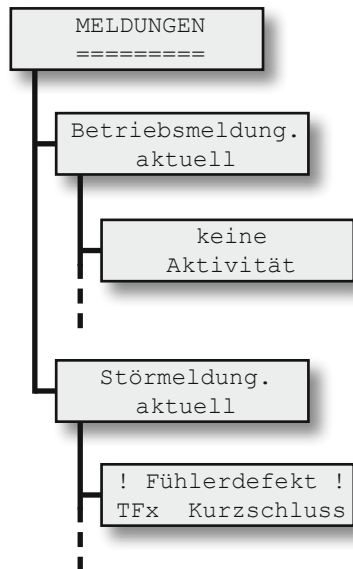 MELDUNGEN
=========
Betriebsmeldung.
aktuell
keine
Aktivität
Störmeldung.
aktuell
! Fühlerdefekt !
TFx Kurzschluss